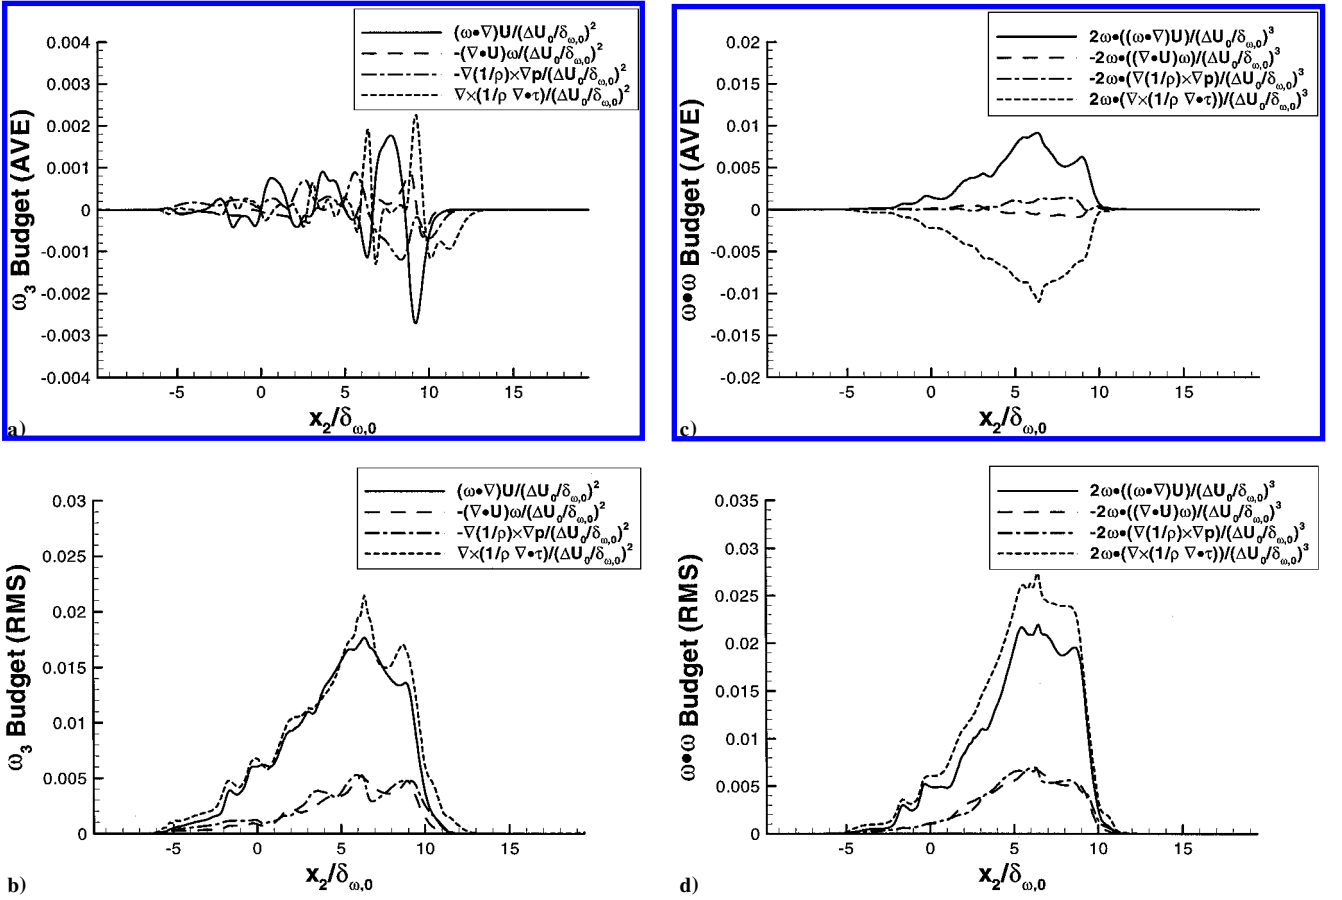 (ω•∇)U/(ΔU₀/δω,0)²
-(∇•U)ω/(ΔU₀/δω,0)²
-∇(1/ρ)×∇p/(ΔU₀/δω,0)²
∇×(1/ρ ∇•τ)/(ΔU₀/δω,0)²
0.004
0.003
0.002
0.001
0
-0.001
-0.002
-0.003
-0.004
ω₃ Budget (AVE)
-5 0 5 10 15
x₂/δω,0
a)
2ω•((ω•∇)U)/(ΔU₀/δω,0)³
-2ω•((∇•U)ω)/(ΔU₀/δω,0)³
-2ω•(∇(1/ρ)×∇p)/(ΔU₀/δω,0)³
2ω•(∇×(1/ρ ∇•τ))/(ΔU₀/δω,0)³
0.02
0.015
0.01
0.005
0
-0.005
-0.01
-0.015
-0.02
ω•ω Budget (AVE)
-5 0 5 10 15
x₂/δω,0
c)
(ω•∇)U/(ΔU₀/δω,0)²
-(∇•U)ω/(ΔU₀/δω,0)²
-∇(1/ρ)×∇p/(ΔU₀/δω,0)²
∇×(1/ρ ∇•τ)/(ΔU₀/δω,0)²
0.03
0.025
0.02
0.015
0.01
0.005
0
ω₃ Budget (RMS)
-5 0 5 10 15
x₂/δω,0
b)
2ω•((ω•∇)U)/(ΔU₀/δω,0)³
-2ω•((∇•U)ω)/(ΔU₀/δω,0)³
-2ω•(∇(1/ρ)×∇p)/(ΔU₀/δω,0)³
2ω•(∇×(1/ρ ∇•τ))/(ΔU₀/δω,0)³
0.035
0.03
0.025
0.02
0.015
0.01
0.005
0
ω•ω Budget (RMS)
-5 0 5 10 15
x₂/δω,0
d)